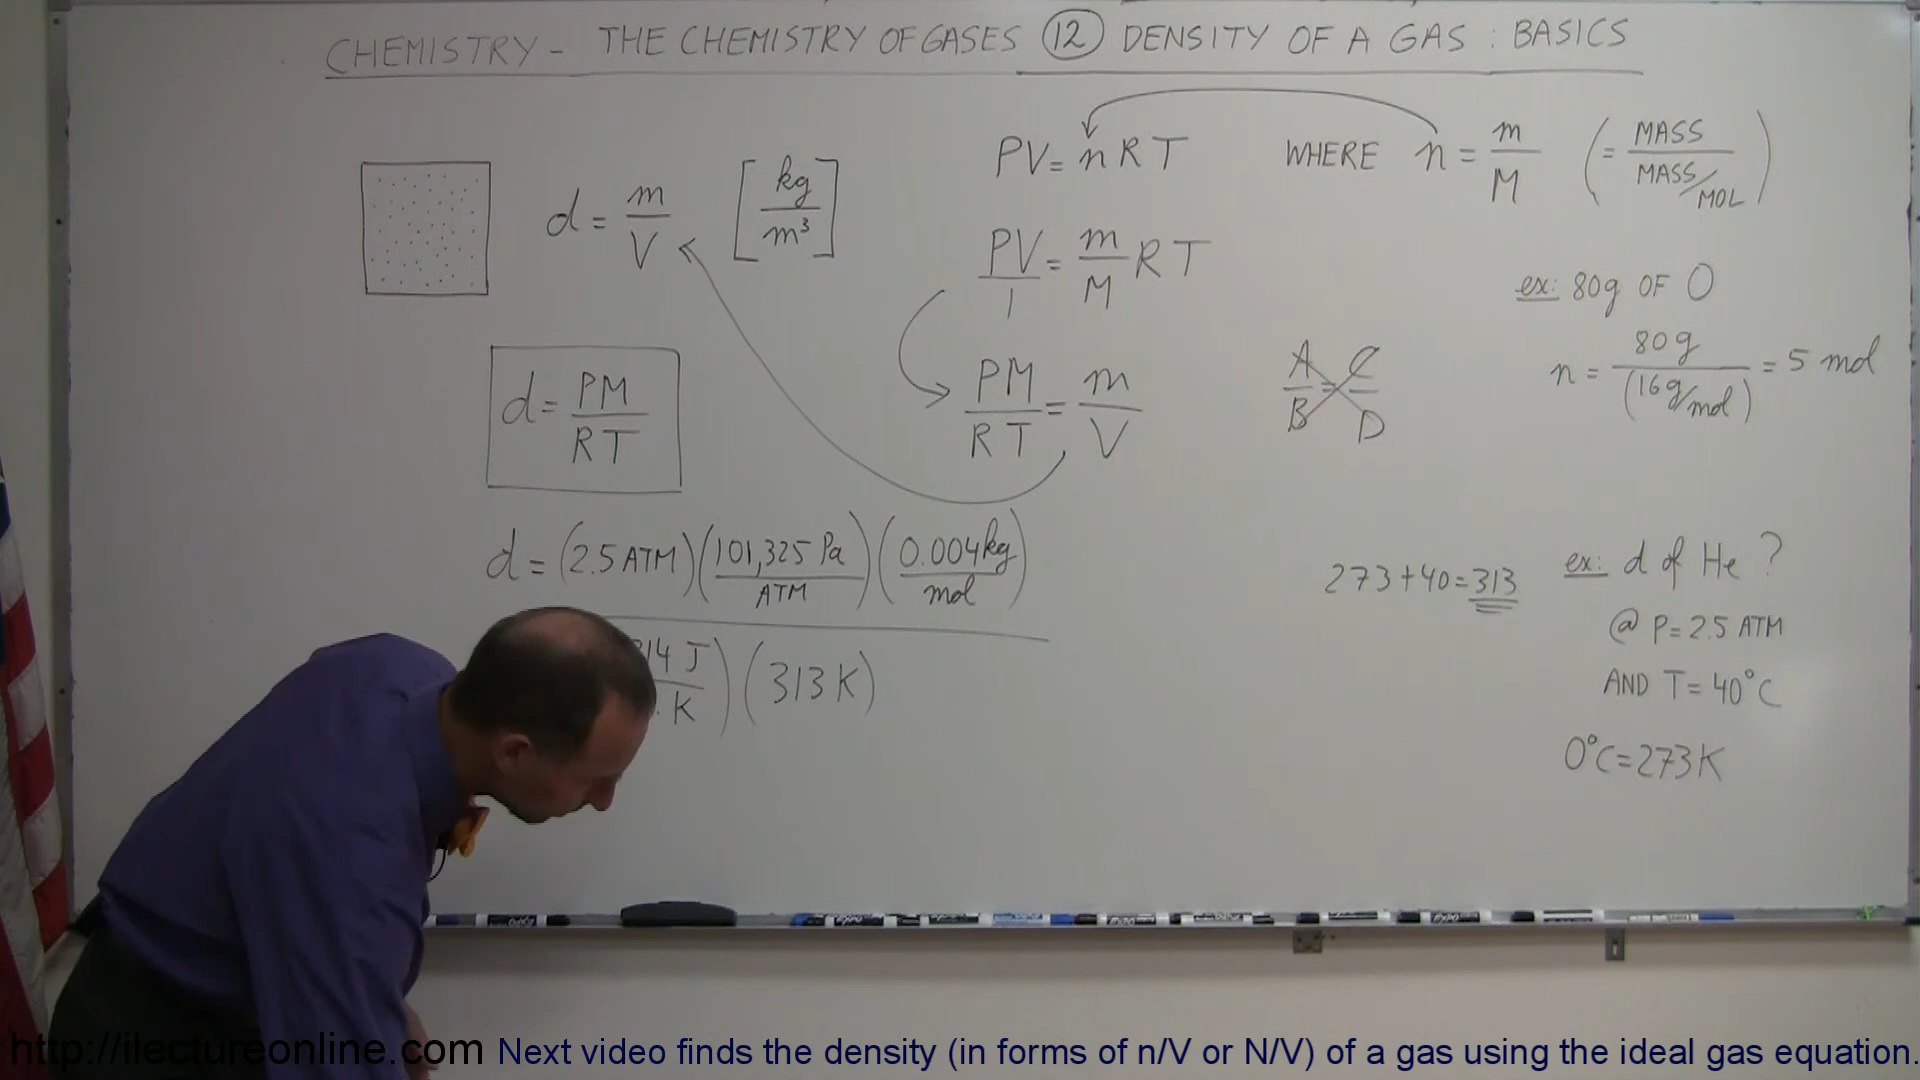 CHEMISTRY - THE CHEMISTRY OF GASES 12 DENSITY OF A GAS : BASICS
d = m/V [kg/m³]
PV = nRT WHERE n = m/M (= MASS / MASS/MOL)
PV/1 = m/M RT
ex: 80g OF O
d = PM/RT
PM/RT = m/V
A/B = C/D
n = 80g/(16g/mol) = 5 mol
d = (2.5 ATM)(101,325 Pa/ATM)(0.004kg/mol)
14 J/. K) (313 K)
273+40=313
ex: d of He ?
@ P= 2.5 ATM
AND T= 40°C
0°C=273K
http://ilectureonline.com Next video finds the density (in forms of n/V or N/V) of a gas using the ideal gas equation.